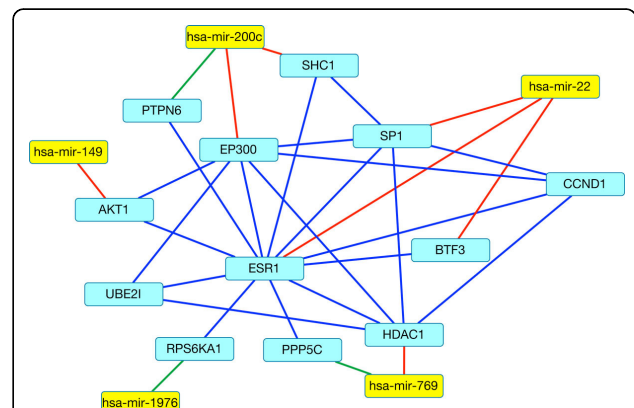 hsa-mir-200c
SHC1
hsa-mir-22
PTPN6
SP1
EP300
hsa-mir-149
CCND1
AKT1
BTF3
ESR1
UBE2I
HDAC1
RPS6KA1
PPP5C
hsa-mir-769
hsa-mir-1976